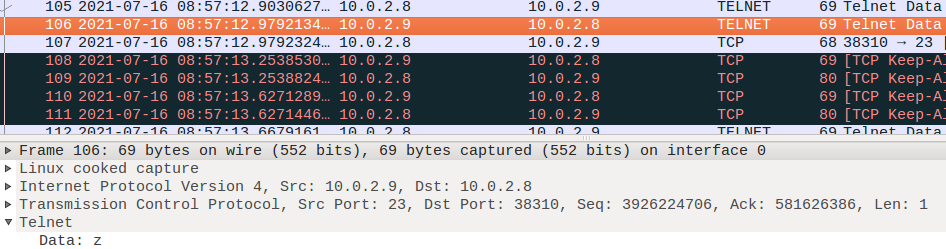 105 2021-07-16 08:57:12.9030627… 10.0.2.8 10.0.2.9 TELNET 69 Telnet Data
106 2021-07-16 08:57:12.9792134… 10.0.2.9 10.0.2.8 TELNET 69 Telnet Data
107 2021-07-16 08:57:12.9792324… 10.0.2.8 10.0.2.9 TCP 68 38310 → 23
108 2021-07-16 08:57:13.2538530… 10.0.2.9 10.0.2.8 TCP 69 [TCP Keep-Al
109 2021-07-16 08:57:13.2538824… 10.0.2.8 10.0.2.9 TCP 80 [TCP Keep-Al
110 2021-07-16 08:57:13.6271289… 10.0.2.9 10.0.2.8 TCP 69 [TCP Keep-Al
111 2021-07-16 08:57:13.6271446… 10.0.2.8 10.0.2.9 TCP 80 [TCP Keep-Al
112 2021-07-16 08:57:13.6679161… 10.0.2.8 10.0.2.9 TELNET 69 Telnet Data
Frame 106: 69 bytes on wire (552 bits), 69 bytes captured (552 bits) on interface 0
Linux cooked capture
Internet Protocol Version 4, Src: 10.0.2.9, Dst: 10.0.2.8
Transmission Control Protocol, Src Port: 23, Dst Port: 38310, Seq: 3926224706, Ack: 581626386, Len: 1
Telnet
Data: z